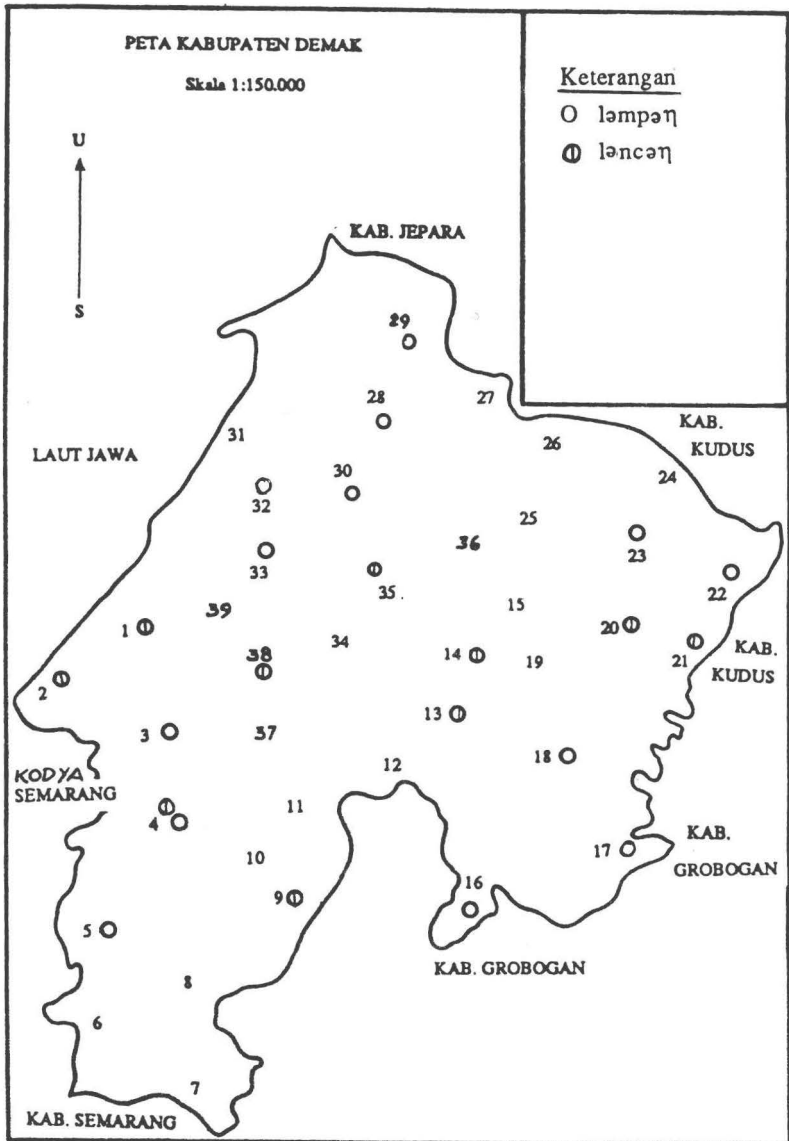 PETA KABUPATEN DEMAK
Skala 1:150.000
Keterangan
O ləmpəŋ
⦶ ləncəŋ
U
S
KAB. JEPARA
29
28
27
KAB.
KUDUS
31
26
LAUT JAWA
30
24
32
25
36
23
33
35
22
39
15
1
34
20
38
14
19
21
KAB.
KUDUS
2
13
3
37
18
12
KODYA
SEMARANG
11
4
KAB.
GROBOGAN
17
10
16
9
5
KAB. GROBOGAN
8
6
7
KAB. SEMARANG